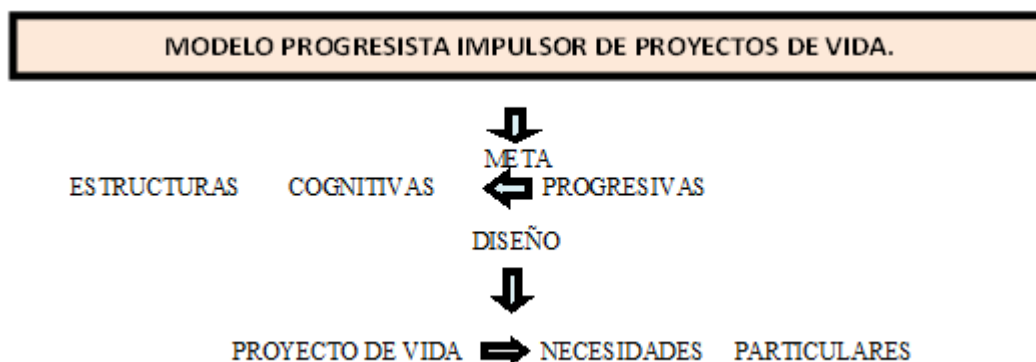 MODELO PROGRESISTA IMPULSOR DE PROYECTOS DE VIDA.
META
ESTRUCTURAS COGNITIVAS PROGRESIVAS
DISEÑO
PROYECTO DE VIDA NECESIDADES PARTICULARES